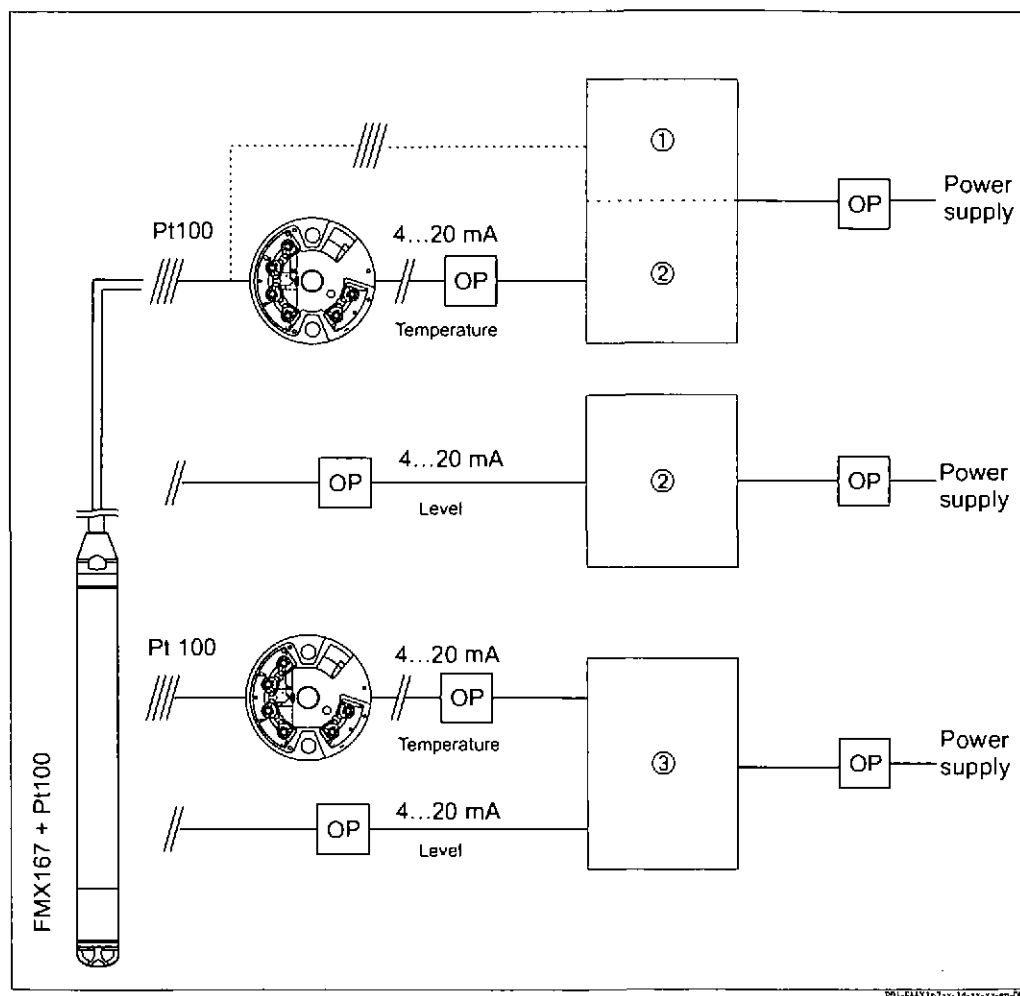 ①
Pt100
4...20 mA
OP
Temperature
②
OP
Power
supply
4...20 mA
OP
Level
②
OP
Power
supply
Pt 100
4...20 mA
OP
Temperature
③
OP
Power
supply
4...20 mA
OP
Level
FMX167 + Pt100